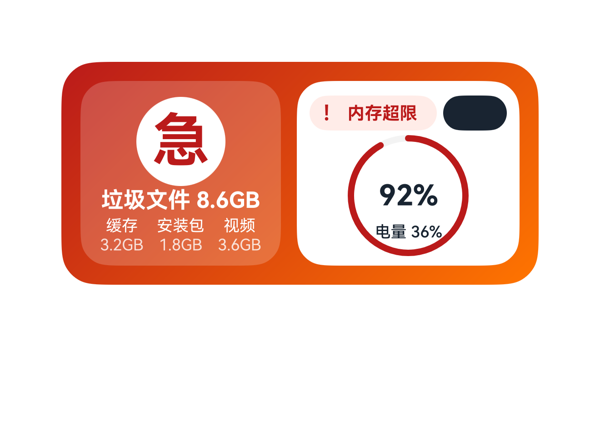 急
垃圾文件 8.6GB
缓存 安装包 视频
3.2GB 1.8GB 3.6GB
! 内存超限
92%
电量 36%